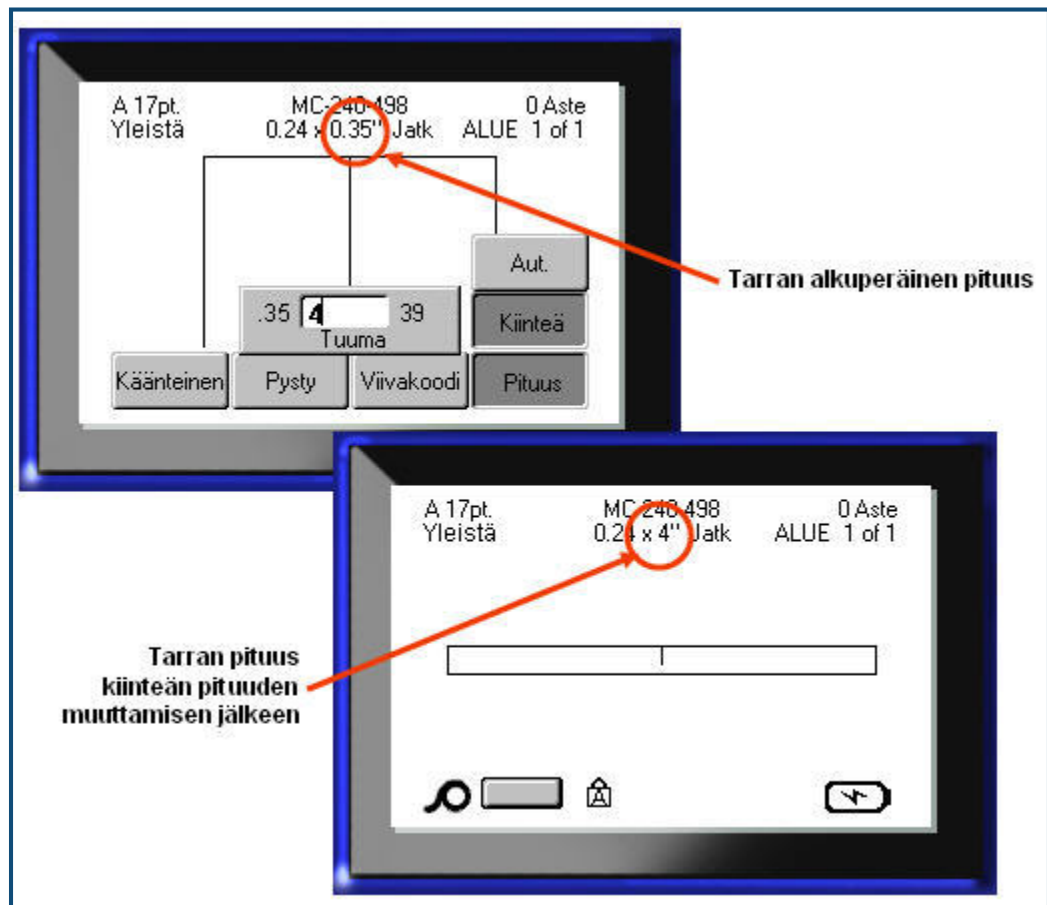 A 17pt. MC-240-498 0 Aste
Yleistä 0.24 x 0.35" Jatk ALUE 1 of 1
Aut.
.35 4 39
Tuuma
Kiinteä
Käänteinen Pysty Viivakoodi Pituus
Tarran alkuperäinen pituus
A 17pt. MC-240-498 0 Aste
Yleistä 0.24 x 4" Jatk ALUE 1 of 1
Tarran pituus
kiinteän pituuden
muuttamisen jälkeen
A